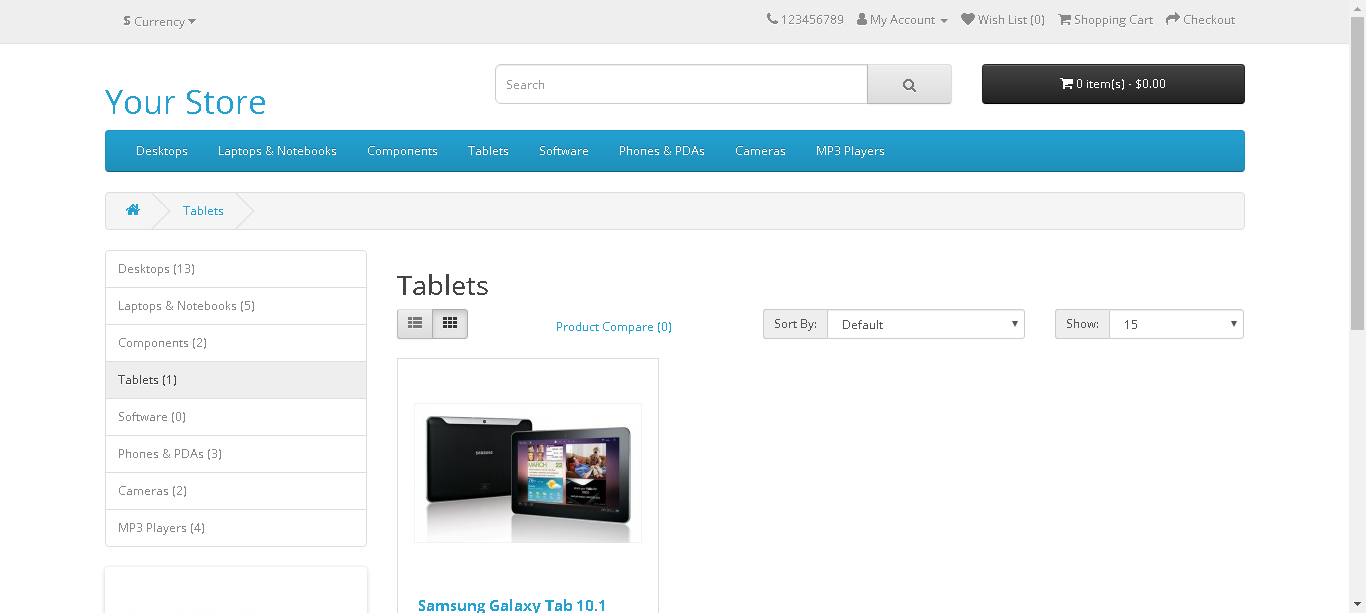 $ Currency
123456789 My Account Wish List (0) Shopping Cart Checkout
Your Store
Search
0 item(s) - $0.00
Desktops Laptops & Notebooks Components Tablets Software Phones & PDAs Cameras MP3 Players
Tablets
Desktops (13)
Laptops & Notebooks (5)
Components (2)
Tablets (1)
Software (0)
Phones & PDAs (3)
Cameras (2)
MP3 Players (4)
Tablets
Product Compare (0)
Sort By: Default
Show: 15
SAMSUNG
MARCH 22
Samsung Galaxy Tab 10.1